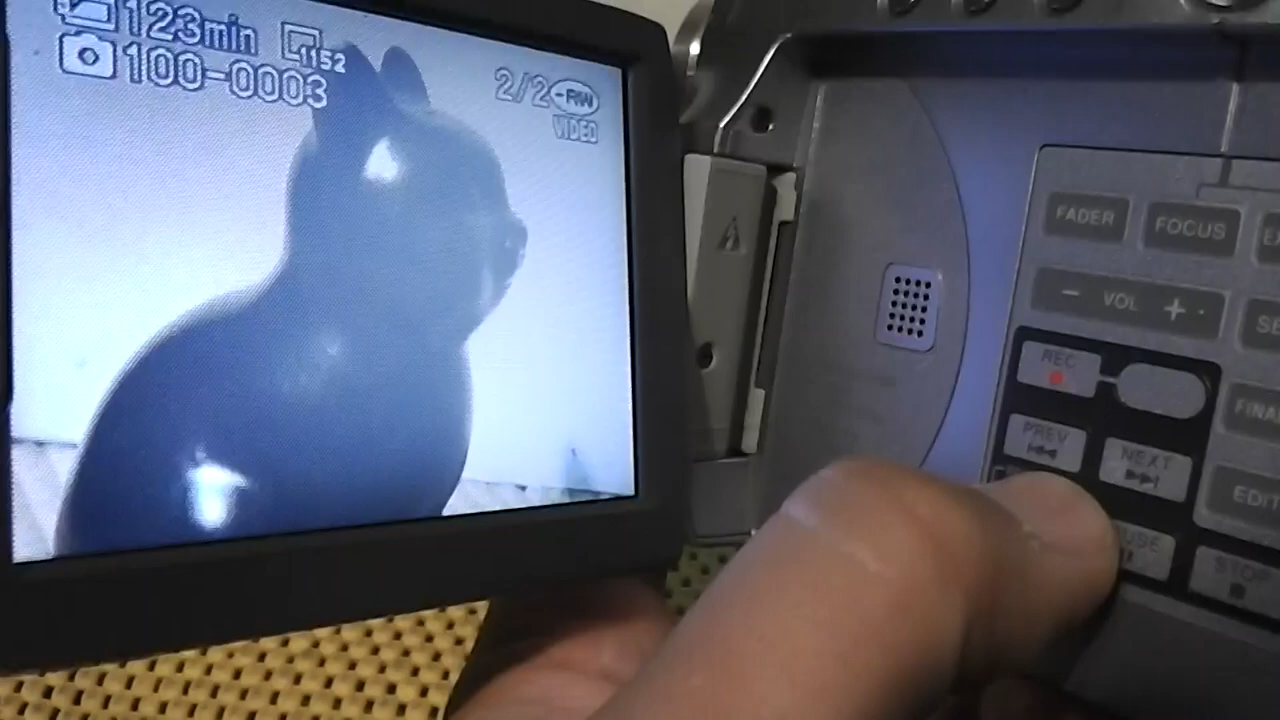 123min
1152
100-0003
2/2 -RW
VIDEO
FADER
FOCUS
− VOL +
REC
PREV
NEXT
EDIT
STOP